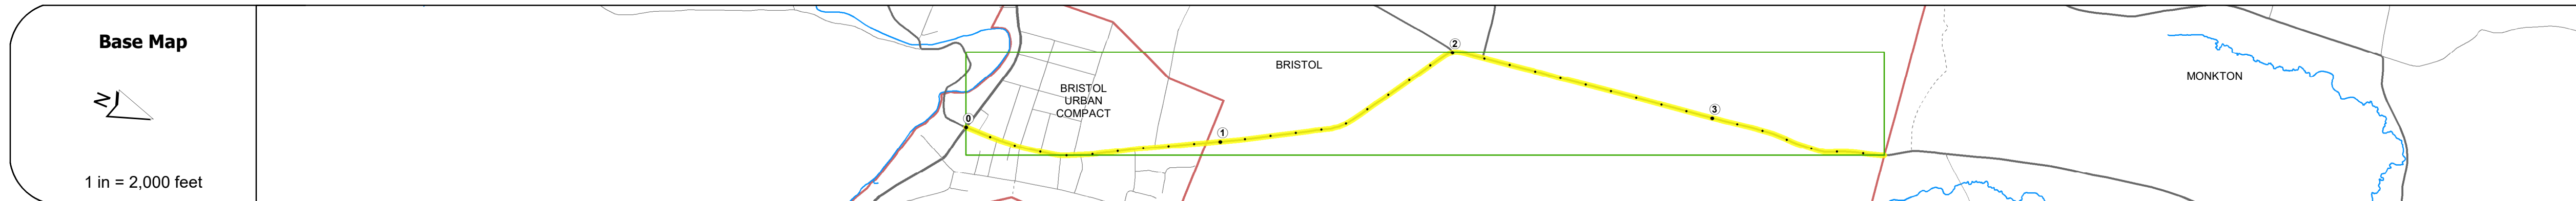 Base Map
N
1 in = 2,000 feet
0
BRISTOL
URBAN
COMPACT
1
BRISTOL
2
3
MONKTON